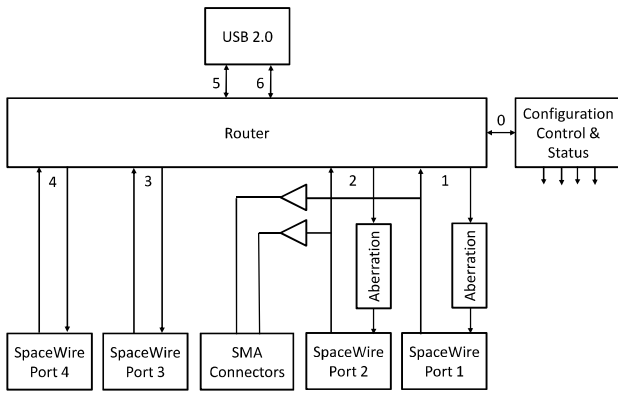 USB 2.0
5
6
Router
0
Configuration
Control &
Status
4
3
2
1
Aberration
Aberration
SpaceWire
Port 4
SpaceWire
Port 3
SMA
Connectors
SpaceWire
Port 2
SpaceWire
Port 1